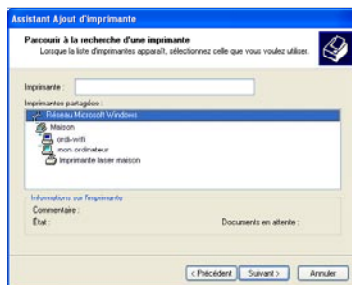 Assistant Ajout d'imprimante
Parcourir à la recherche d'une imprimante
Lorsque la liste d'imprimantes apparaît, sélectionnez celle que vous voulez utiliser.
Imprimante :
Imprimantes partagées :
Réseau Microsoft Windows
Maison
ordi-wifi
mon ordinateur
Imprimante laser maison
Informations sur l'imprimante
Commentaire :
État :
Documents en attente :
< Précédent
Suivant >
Annuler